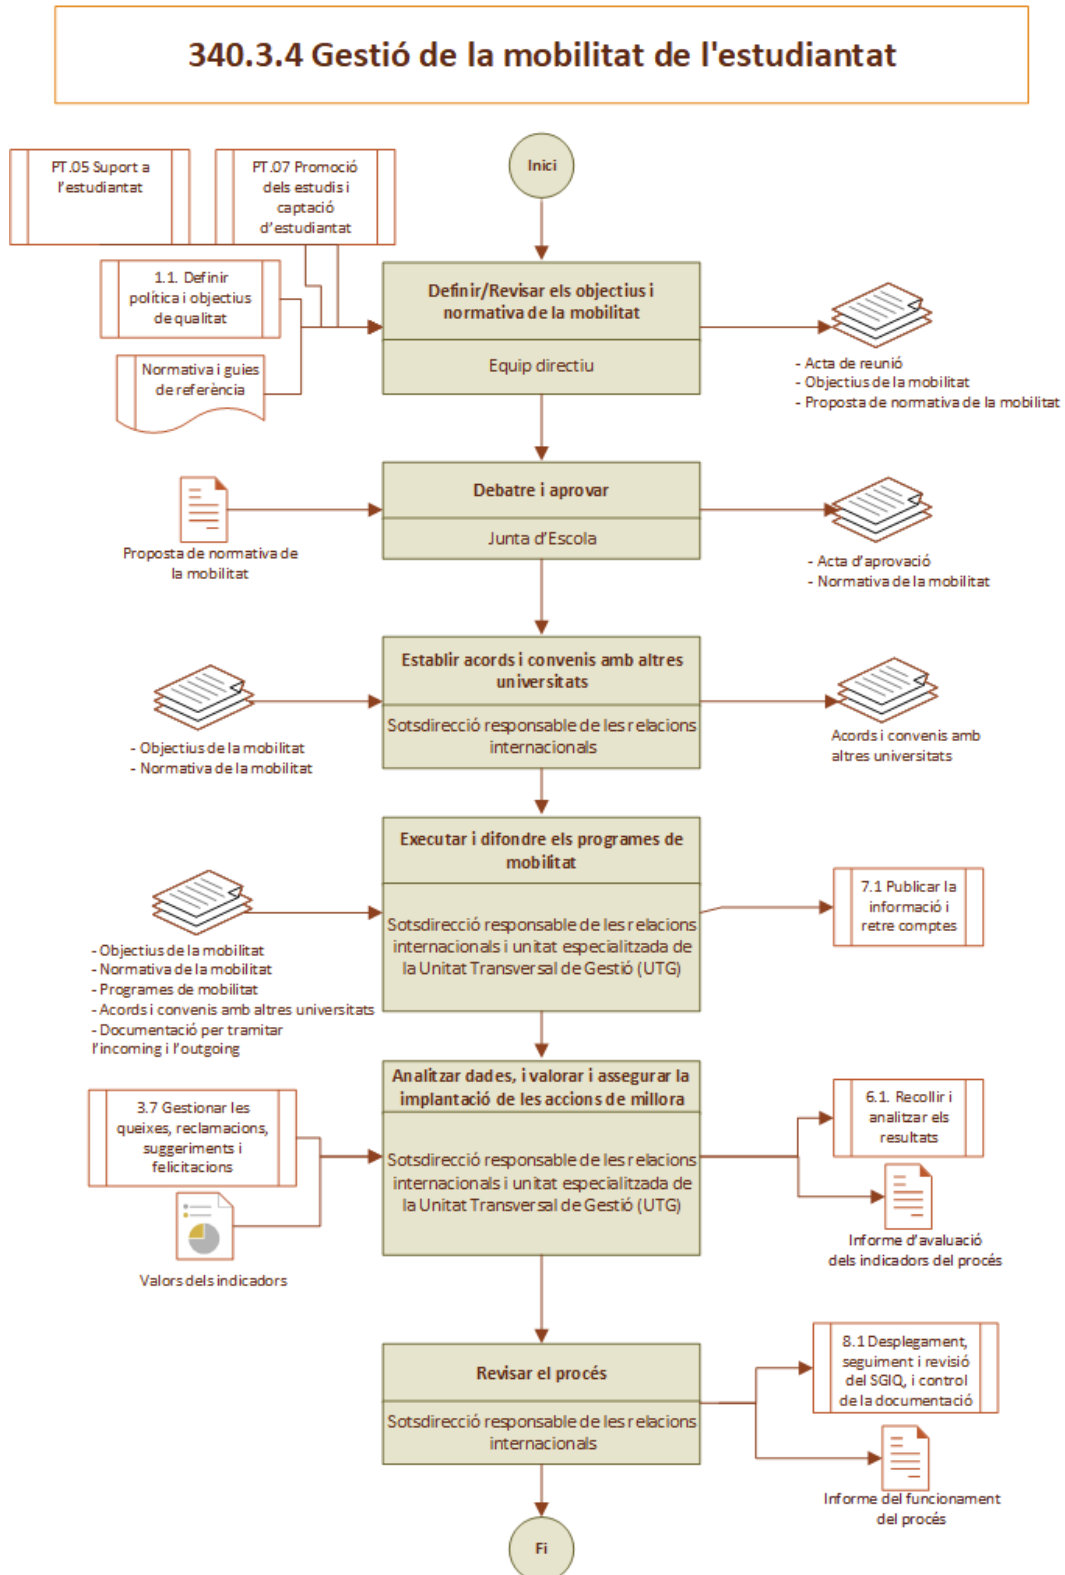 340.3.4 Gestió de la mobilitat de l'estudiantat
Inici
PT.05 Suport a
l'estudiantat
PT.07 Promoció
dels estudis i
captació
d'estudiantat
1.1. Definir
política i objectius
de qualitat
Normativa i guies
de referència
Definir/Revisar els objectius i
normativa de la mobilitat
Equip directiu
- Acta de reunió
- Objectius de la mobilitat
- Proposta de normativa de la mobilitat
Proposta de normativa de
la mobilitat
Debatre i aprovar
Junta d'Escola
- Acta d'aprovació
- Normativa de la mobilitat
- Objectius de la mobilitat
- Normativa de la mobilitat
Establir acords i convenis amb altres
universitats
Sotsdirecció responsable de les relacions
internacionals
Acords i convenis amb
altres universitats
- Objectius de la mobilitat
- Normativa de la mobilitat
- Programes de mobilitat
- Acords i convenis amb altres universitats
- Documentació per tramitar
l'incoming i l'outgoing
Executar i difondre els programes de
mobilitat
Sotsdirecció responsable de les relacions
internacionals i unitat especialitzada de
la Unitat Transversal de Gestió (UTG)
7.1 Publicar la
informació i
retre comptes
3.7 Gestionar les
queixes, reclamacions,
suggeriments i
felicitacions
Valors dels indicadors
Analitzar dades, i valorar i assegurar la
implantació de les accions de millora
Sotsdirecció responsable de les relacions
internacionals i unitat especialitzada de
la Unitat Transversal de Gestió (UTG)
6.1. Recollir i
analitzar els
resultats
Informe d'avaluació
dels indicadors del procés
Revisar el procés
Sotsdirecció responsable de les relacions
internacionals
8.1 Desplegament,
seguiment i revisió
del SGIQ, i control
de la documentació
Informe del funcionament
del procés
Fi